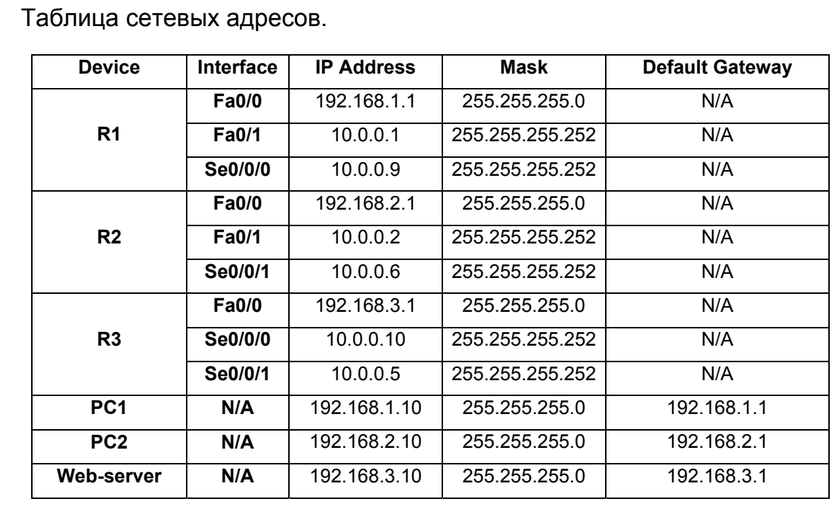 Таблица сетевых адресов.
Device Interface IP Address Mask Default Gateway
Fa0/0 192.168.1.1 255.255.255.0 N/A
R1 Fa0/1 10.0.0.1 255.255.255.252 N/A
Se0/0/0 10.0.0.9 255.255.255.252 N/A
Fa0/0 192.168.2.1 255.255.255.0 N/A
R2 Fa0/1 10.0.0.2 255.255.255.252 N/A
Se0/0/1 10.0.0.6 255.255.255.252 N/A
Fa0/0 192.168.3.1 255.255.255.0 N/A
R3 Se0/0/0 10.0.0.10 255.255.255.252 N/A
Se0/0/1 10.0.0.5 255.255.255.252 N/A
PC1 N/A 192.168.1.10 255.255.255.0 192.168.1.1
PC2 N/A 192.168.2.10 255.255.255.0 192.168.2.1
Web-server N/A 192.168.3.10 255.255.255.0 192.168.3.1